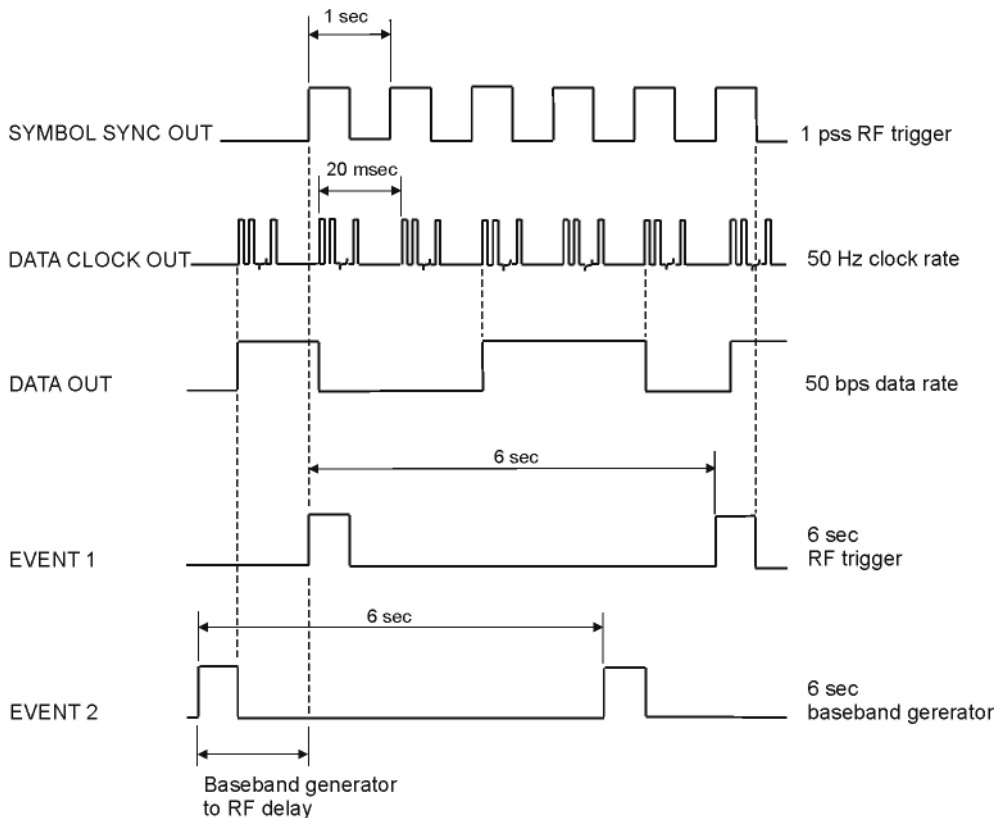 1 sec
SYMBOL SYNC OUT
1 pss RF trigger
20 msec
DATA CLOCK OUT
50 Hz clock rate
DATA OUT
50 bps data rate
6 sec
EVENT 1
6 sec
RF trigger
6 sec
EVENT 2
6 sec
baseband gererator
Baseband generator
to RF delay